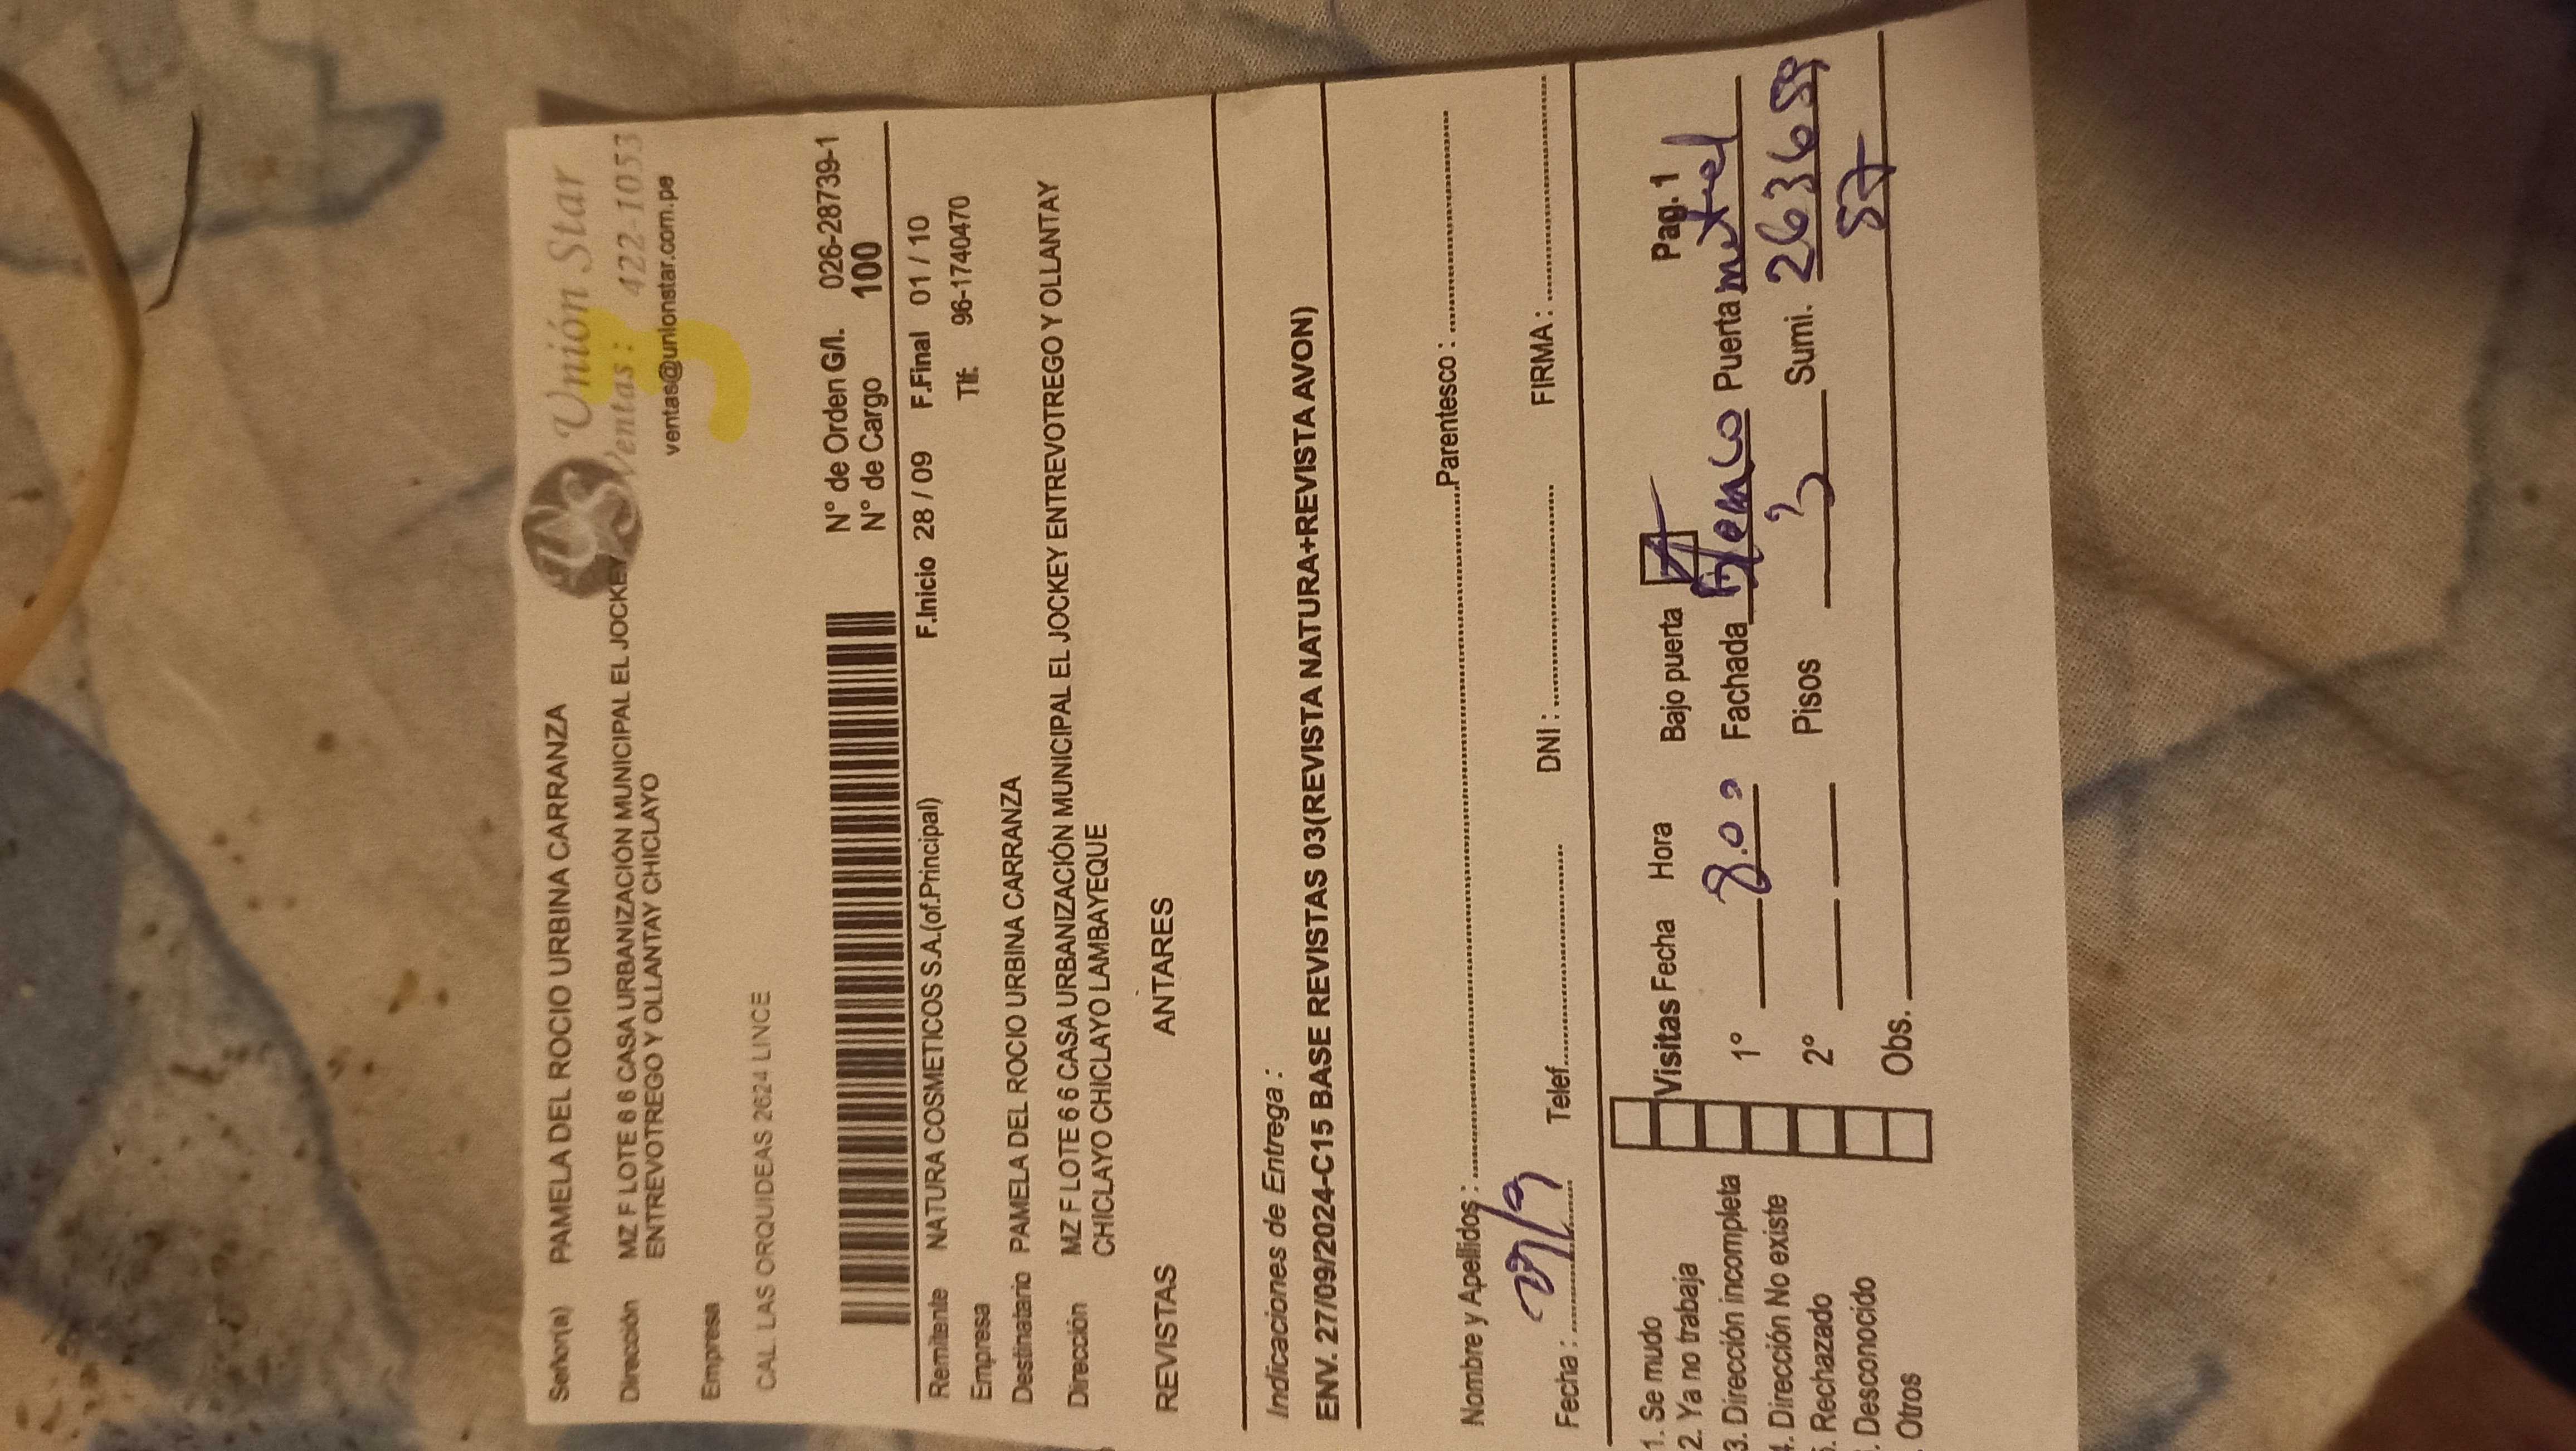 Unión Star
Ventas: 422-1053
ventas@unionstar.com.pe
Señor(a) PAMELA DEL ROCIO URBINA CARRANZA
Dirección MZ F LOTE 6 6 CASA URBANIZACIÓN MUNICIPAL EL JOCKEY
ENTREVOTREGO Y OLLANTAY CHICLAYO
Empresa
CAL. LAS ORQUIDEAS 2624 LINCE
N° de Orden G/I. 026-28739-1
N° de Cargo 100
F.Inicio 28 / 09 F.Final 01 / 10
Remitente NATURA COSMETICOS S.A.(of.Principal)
Empresa Tlf: 96-1740470
Destinatario PAMELA DEL ROCIO URBINA CARRANZA
Dirección MZ F LOTE 6 6 CASA URBANIZACIÓN MUNICIPAL EL JOCKEY ENTREVOTREGO Y OLLANTAY
CHICLAYO CHICLAYO LAMBAYEQUE
REVISTAS ANTARES
Indicaciones de Entrega :
ENV. 27/09/2024-C15 BASE REVISTAS 03(REVISTA NATURA+REVISTA AVON)
Nombre y Apellidos : Parentesco :
Fecha : Telef. DNI : FIRMA :
1. Se mudo
2. Ya no trabaja
3. Dirección incompleta
4. Dirección No existe
5. Rechazado
. Desconocido
. Otros
Visitas Fecha Hora Bajo puerta Pag. 1
1° 8.00 Fachada Puerta
2° Pisos Sumi. 263658
Obs.